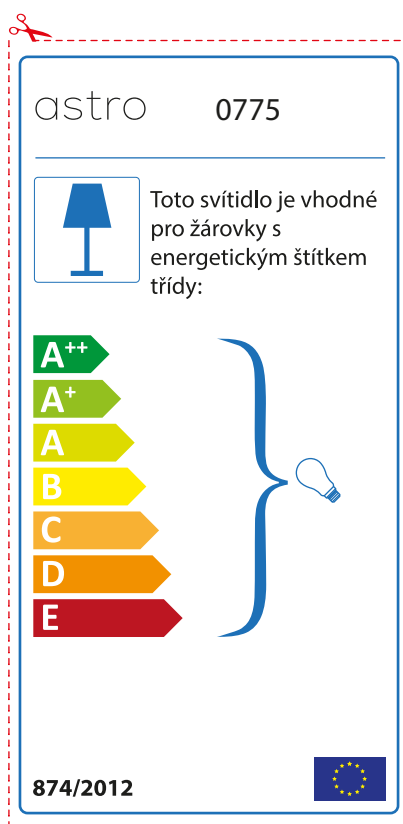 astro 0775
Toto svítidlo je vhodné
pro žárovky s
energetickým štítkem
třídy:
A++
A+
A
B
C
D
E
874/2012